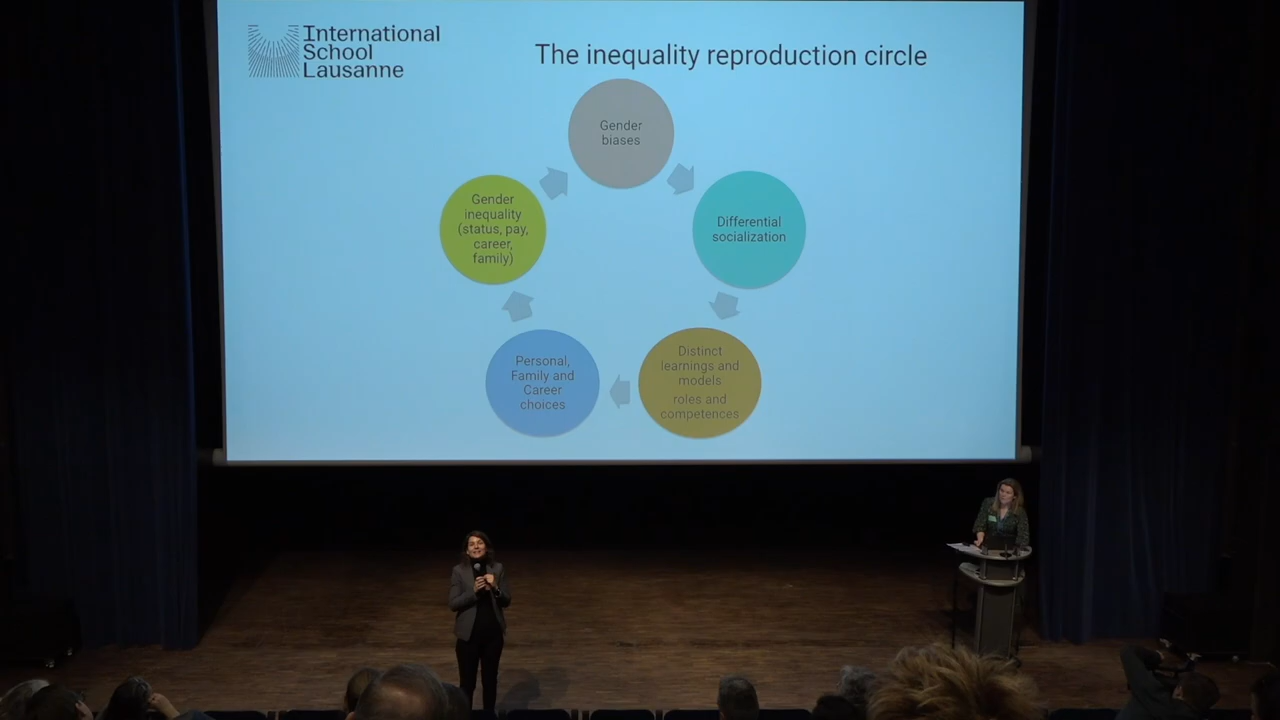 International
School
Lausanne
The inequality reproduction circle
Gender
biases
Differential
socialization
Distinct
learnings and
models
roles and
competences
Personal,
Family and
Career
choices
Gender
inequality
(status, pay,
career,
family)